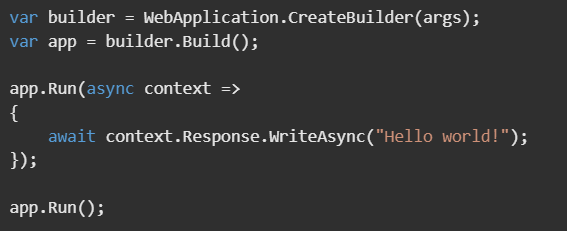 var builder = WebApplication.CreateBuilder(args);
var app = builder.Build();

app.Run(async context =>
{
    await context.Response.WriteAsync("Hello world!");
});

app.Run();